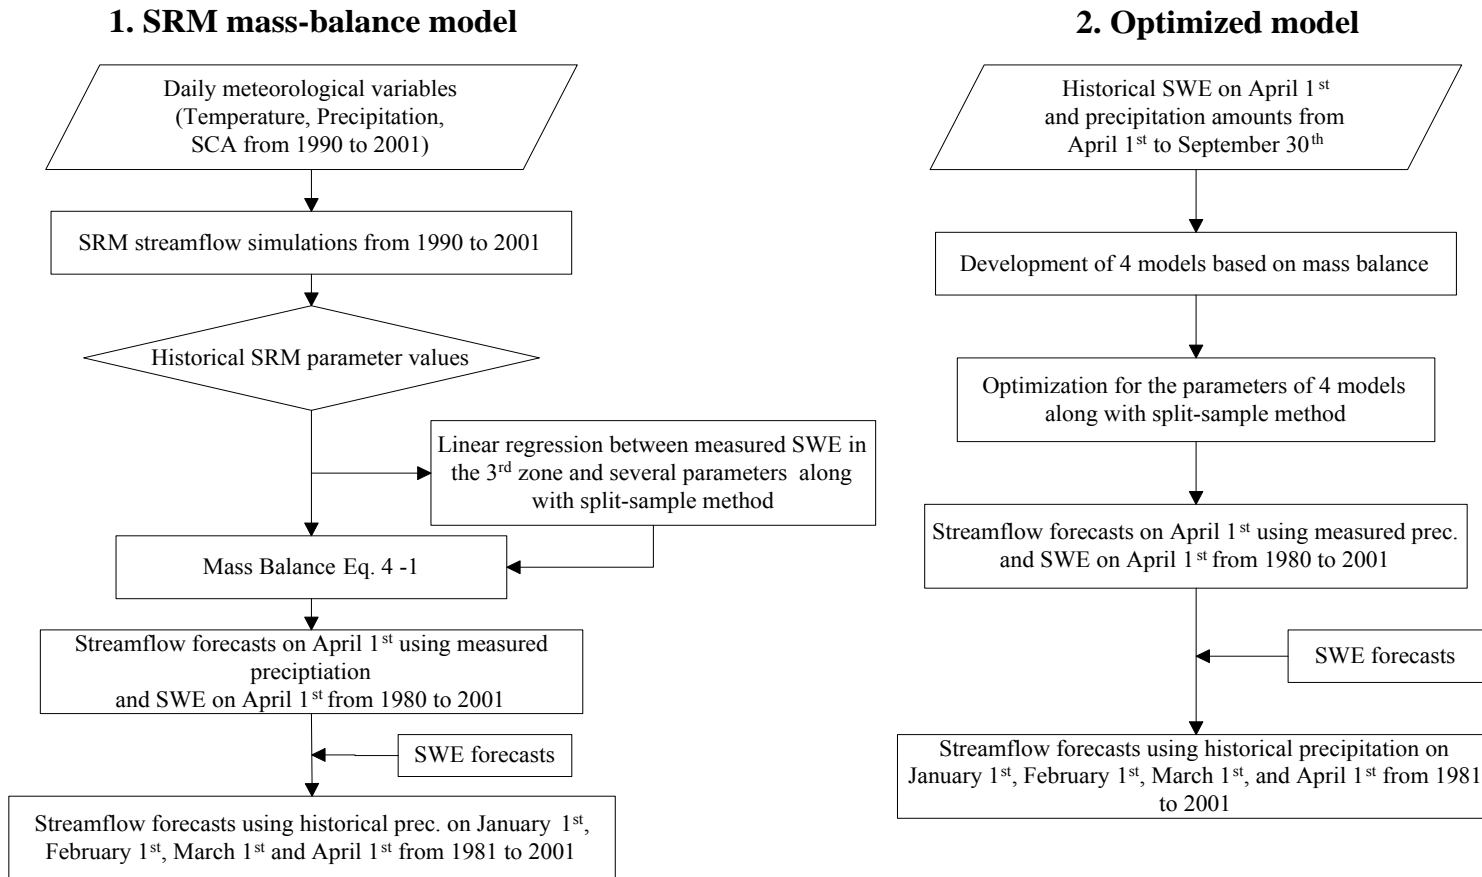 1. SRM mass-balance model
Daily meteorological variables
(Temperature, Precipitation,
SCA from 1990 to 2001)
SRM streamflow simulations from 1990 to 2001
Historical SRM parameter values
Linear regression between measured SWE in
the 3rd zone and several parameters along
with split-sample method
Mass Balance Eq. 4 -1
Streamflow forecasts on April 1st using measured
preciptiation
and SWE on April 1st from 1980 to 2001
SWE forecasts
Streamflow forecasts using historical prec. on January 1st,
February 1st, March 1st and April 1st from 1981 to 2001
2. Optimized model
Historical SWE on April 1st
and precipitation amounts from
April 1st to September 30th
Development of 4 models based on mass balance
Optimization for the parameters of 4 models
along with split-sample method
Streamflow forecasts on April 1st using measured prec.
and SWE on April 1st from 1980 to 2001
SWE forecasts
Streamflow forecasts using historical precipitation on
January 1st, February 1st, March 1st, and April 1st from 1981
to 2001